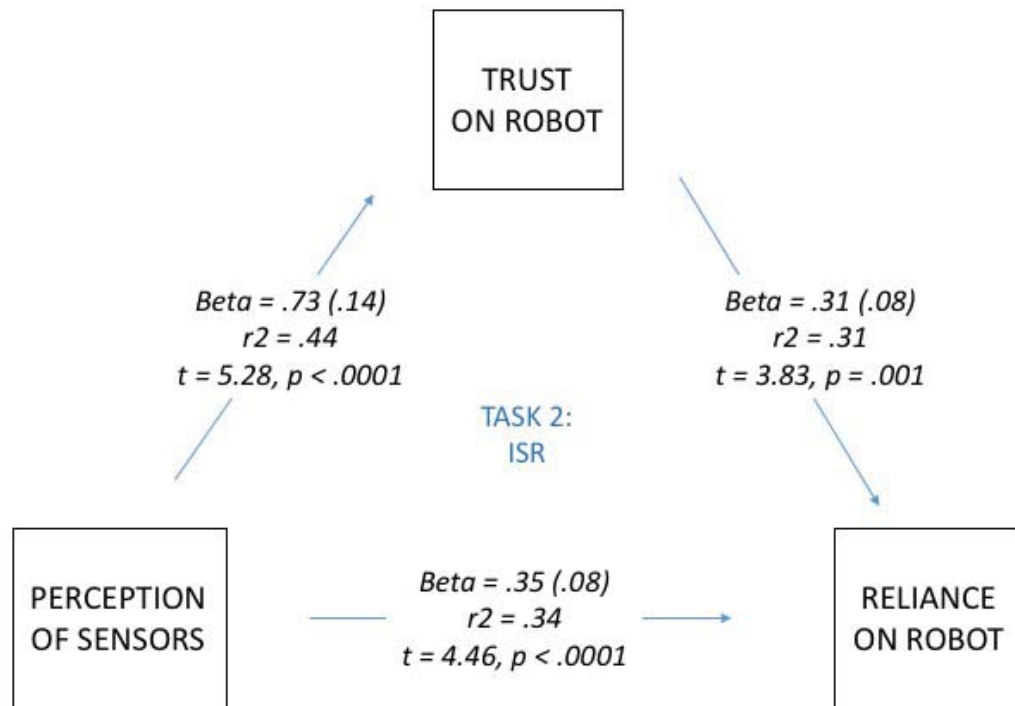 TRUST
ON ROBOT
Beta = .73 (.14)
r2 = .44
t = 5.28, p < .0001
Beta = .31 (.08)
r2 = .31
t = 3.83, p = .001
TASK 2:
ISR
PERCEPTION
OF SENSORS
Beta = .35 (.08)
r2 = .34
t = 4.46, p < .0001
RELIANCE
ON ROBOT